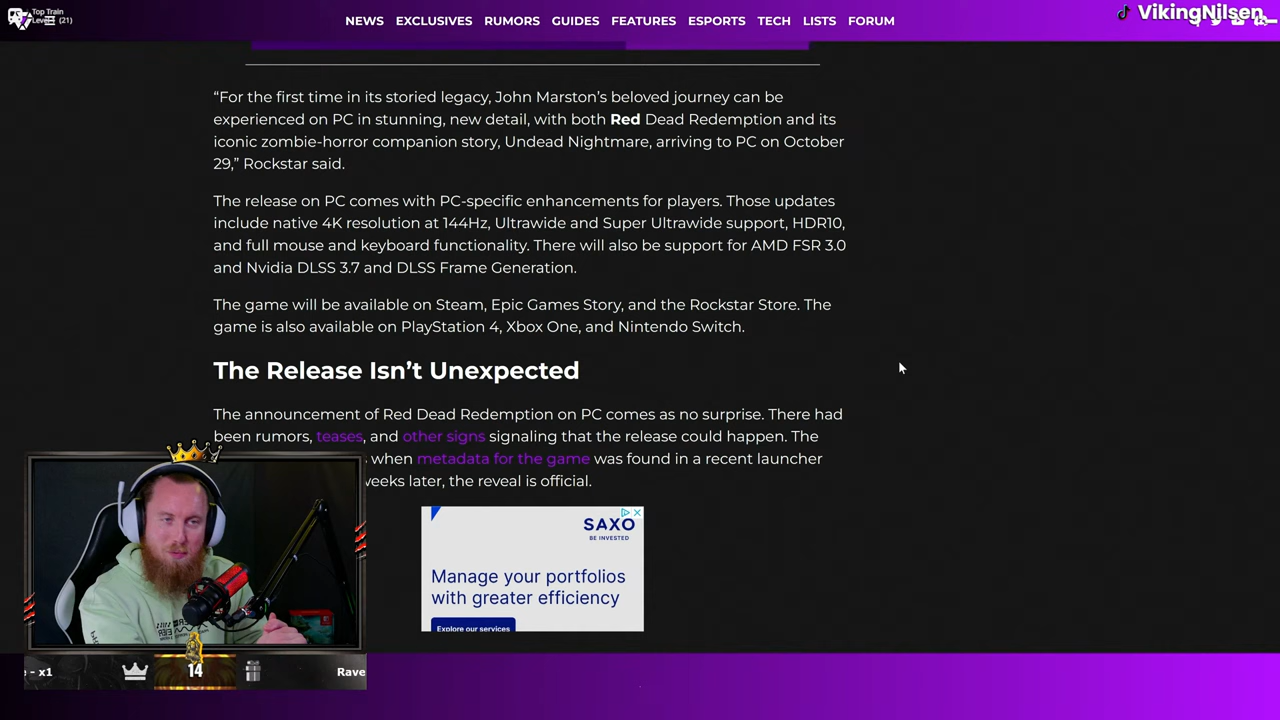 Top Train
(21)
NEWS EXCLUSIVES RUMORS GUIDES FEATURES ESPORTS TECH LISTS FORUM
VikingNilsen
“For the first time in its storied legacy, John Marston’s beloved journey can be
experienced on PC in stunning, new detail, with both Red Dead Redemption and its
iconic zombie-horror companion story, Undead Nightmare, arriving to PC on October
29,” Rockstar said.
The release on PC comes with PC-specific enhancements for players. Those updates
include native 4K resolution at 144Hz, Ultrawide and Super Ultrawide support, HDR10,
and full mouse and keyboard functionality. There will also be support for AMD FSR 3.0
and Nvidia DLSS 3.7 and DLSS Frame Generation.
The game will be available on Steam, Epic Games Story, and the Rockstar Store. The
game is also available on PlayStation 4, Xbox One, and Nintendo Switch.
The Release Isn’t Unexpected
The announcement of Red Dead Redemption on PC comes as no surprise. There had
been rumors, teases, and other signs signaling that the release could happen. The
when metadata for the game was found in a recent launcher
weeks later, the reveal is official.
SAXO
BE INVESTED
Manage your portfolios
with greater efficiency
Explore our services
- x1
14
Rave